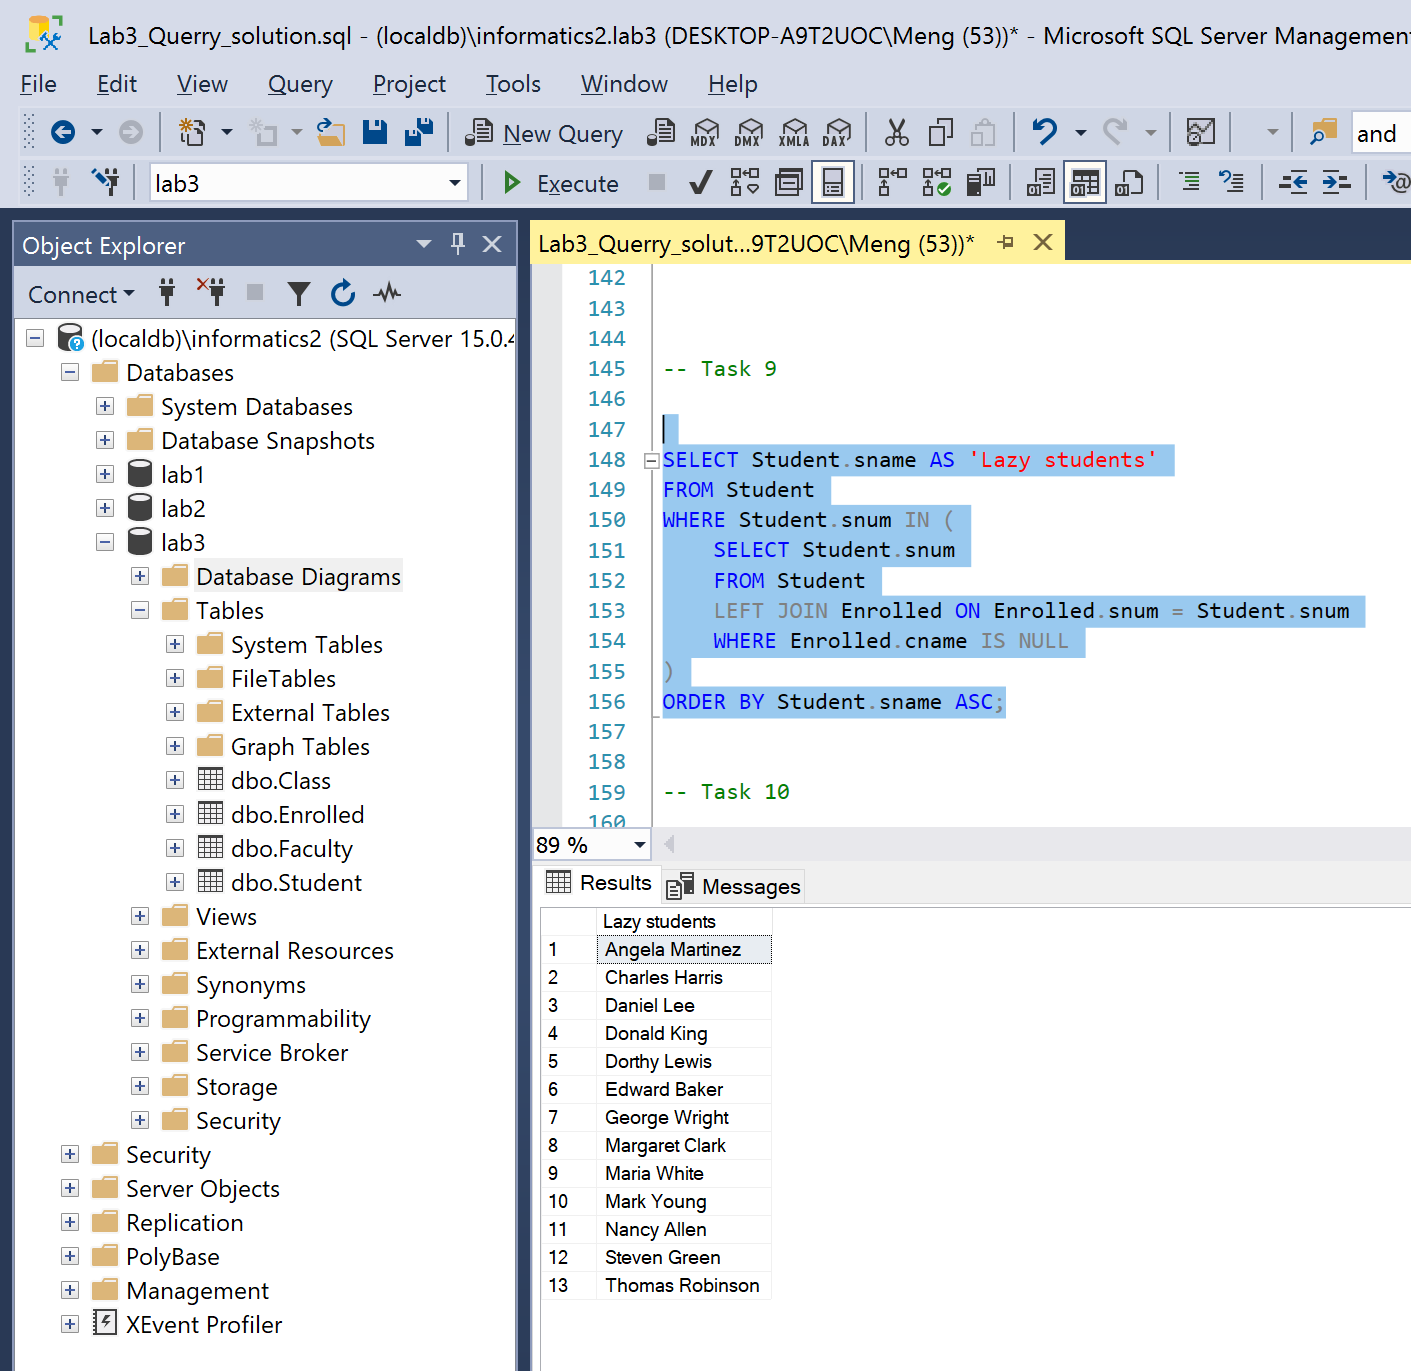 Lab3_Querry_solution.sql - (localdb)\informatics2.lab3 (DESKTOP-A9T2UOC\Meng (53))* - Microsoft SQL Server Management
File Edit View Query Project Tools Window Help
New Query MDX DMX XMLA DAX and
lab3 Execute
Object Explorer
Connect
(localdb)\informatics2 (SQL Server 15.0.4
Databases
System Databases
Database Snapshots
lab1
lab2
lab3
Database Diagrams
Tables
System Tables
FileTables
External Tables
Graph Tables
dbo.Class
dbo.Enrolled
dbo.Faculty
dbo.Student
Views
External Resources
Synonyms
Programmability
Service Broker
Storage
Security
Security
Server Objects
Replication
PolyBase
Management
XEvent Profiler
Lab3_Querry_solut...9T2UOC\Meng (53))*
142
143
144
145 -- Task 9
146
147
148 SELECT Student.sname AS 'Lazy students'
149 FROM Student
150 WHERE Student.snum IN (
151 SELECT Student.snum
152 FROM Student
153 LEFT JOIN Enrolled ON Enrolled.snum = Student.snum
154 WHERE Enrolled.cname IS NULL
155 )
156 ORDER BY Student.sname ASC;
157
158
159 -- Task 10
160
89 %
Results Messages
Lazy students
1 Angela Martinez
2 Charles Harris
3 Daniel Lee
4 Donald King
5 Dorthy Lewis
6 Edward Baker
7 George Wright
8 Margaret Clark
9 Maria White
10 Mark Young
11 Nancy Allen
12 Steven Green
13 Thomas Robinson